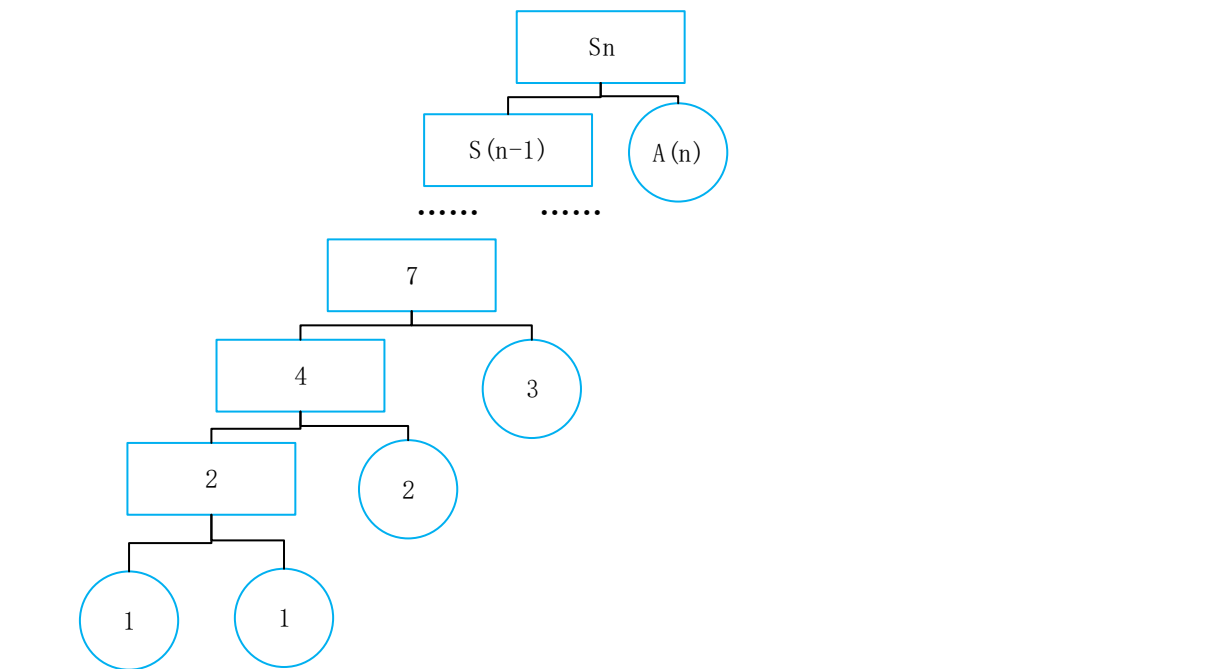 Sn
S(n-1)
A(n)
...... ......
7
4
3
2
2
1
1